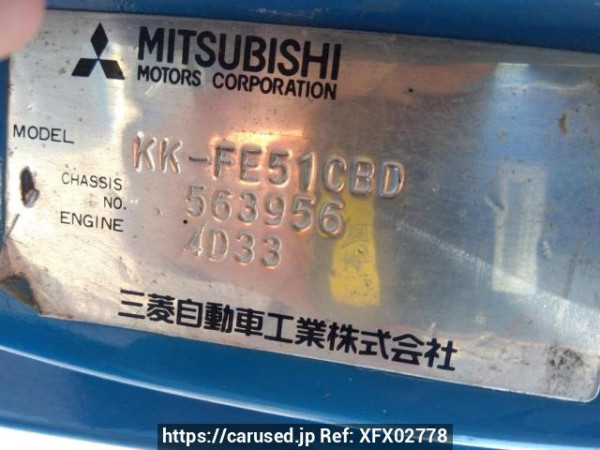 MITSUBISHI
MOTORS CORPORATION
MODEL KK-FE51CBD
CHASSIS NO. 563956
ENGINE 4D33
三菱自動車工業株式会社
https://carused.jp Ref: XFX02778